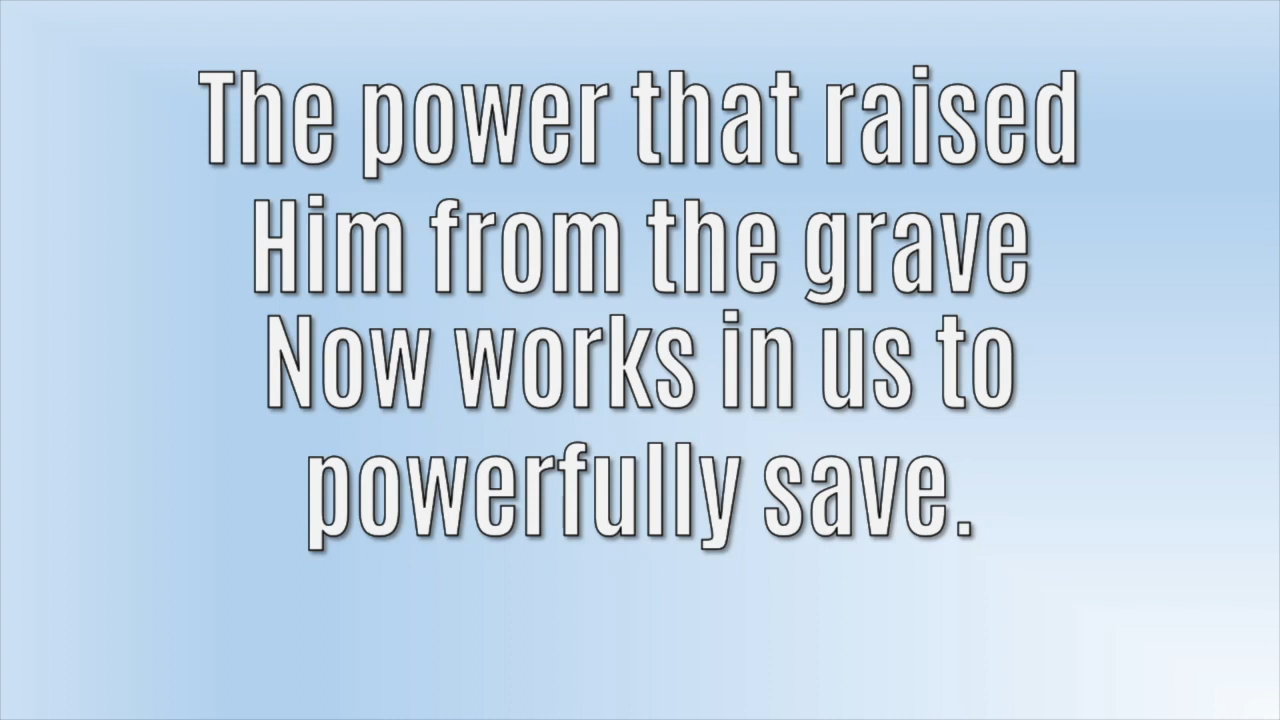 The power that raised
Him from the grave
Now works in us to
powerfully save.